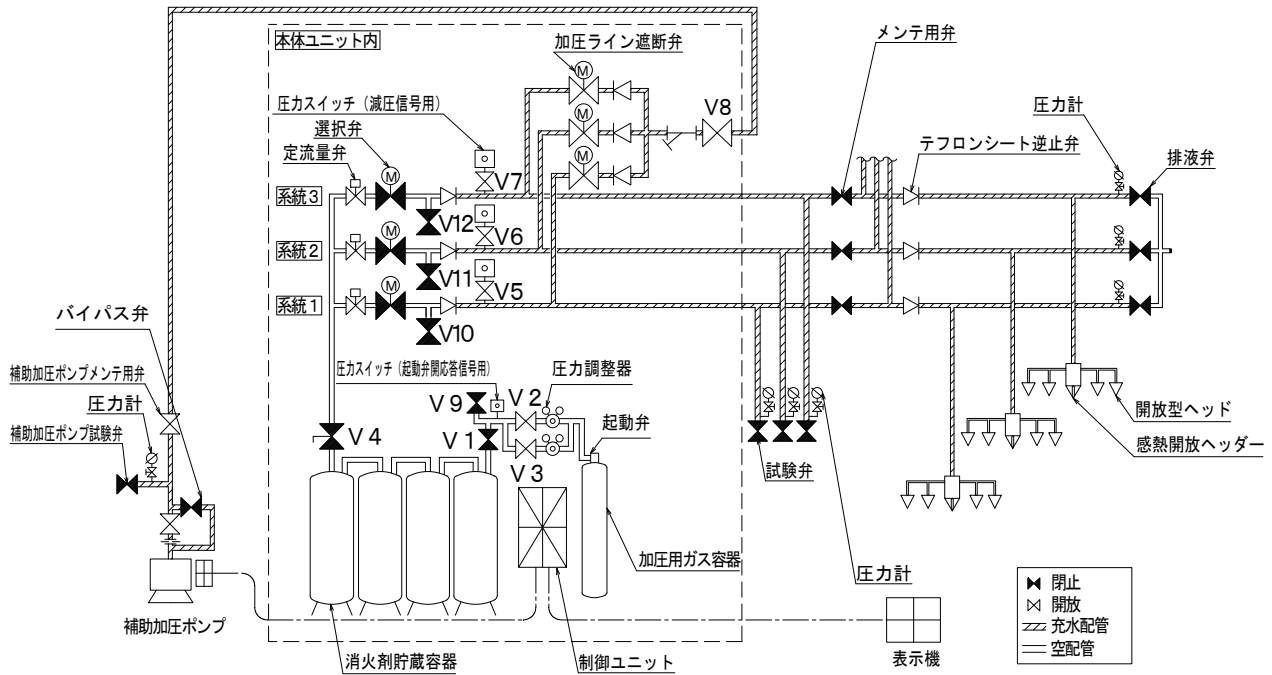 本体ユニット内
加圧ライン遮断弁
メンテ用弁
M
圧力スイッチ（減圧信号用）
V8
圧力計
選択弁
M
定流量弁
テフロンシート逆止弁
排液弁
M
M
V7
系統3
V12
M
V6
系統2
V11
M
V5
系統1
V10
バイパス弁
補助加圧ポンプメンテ用弁
圧力スイッチ（起動弁開応答信号用）
圧力調整器
圧力計
V9
V2
起動弁
開放型ヘッド
補助加圧ポンプ試験弁
V4
V1
感熱開放ヘッダー
試験弁
V3
加圧用ガス容器
圧力計
閉止
開放
補助加圧ポンプ
充水配管
空配管
消火剤貯蔵容器
制御ユニット
表示機